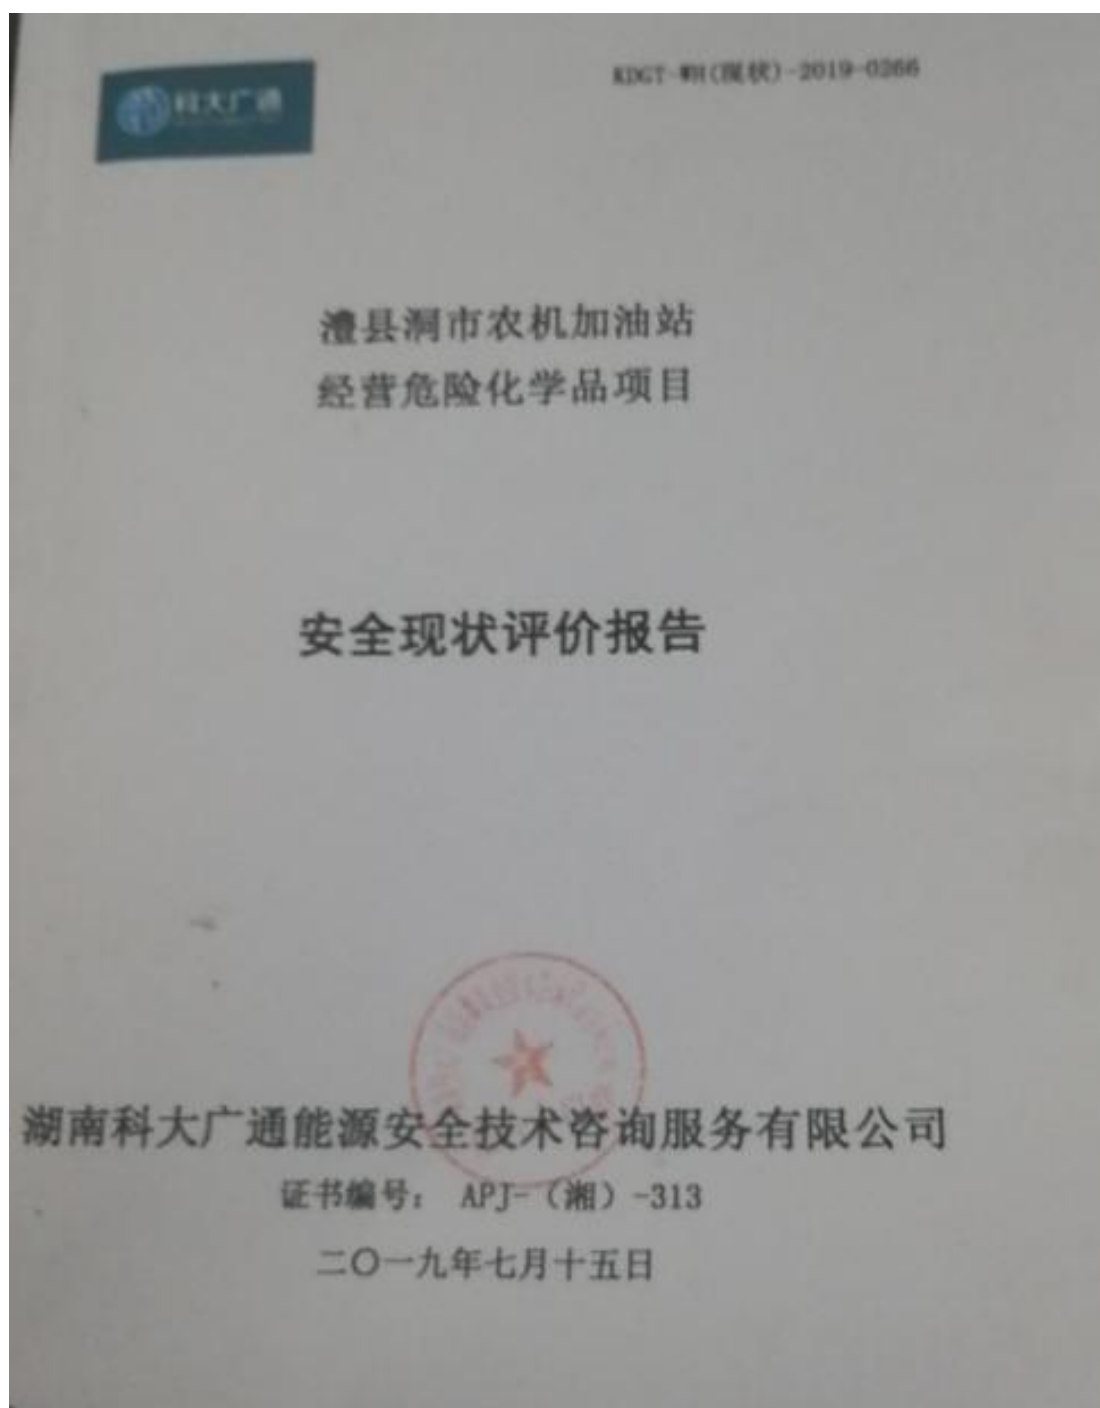 科大广通
KDGT-WH(现状)-2019-0266
澧县涧市农机加油站
经营危险化学品项目
安全现状评价报告
湖南科大广通能源安全技术咨询服务有限公司
证书编号： APJ-（湘）-313
二〇一九年七月十五日